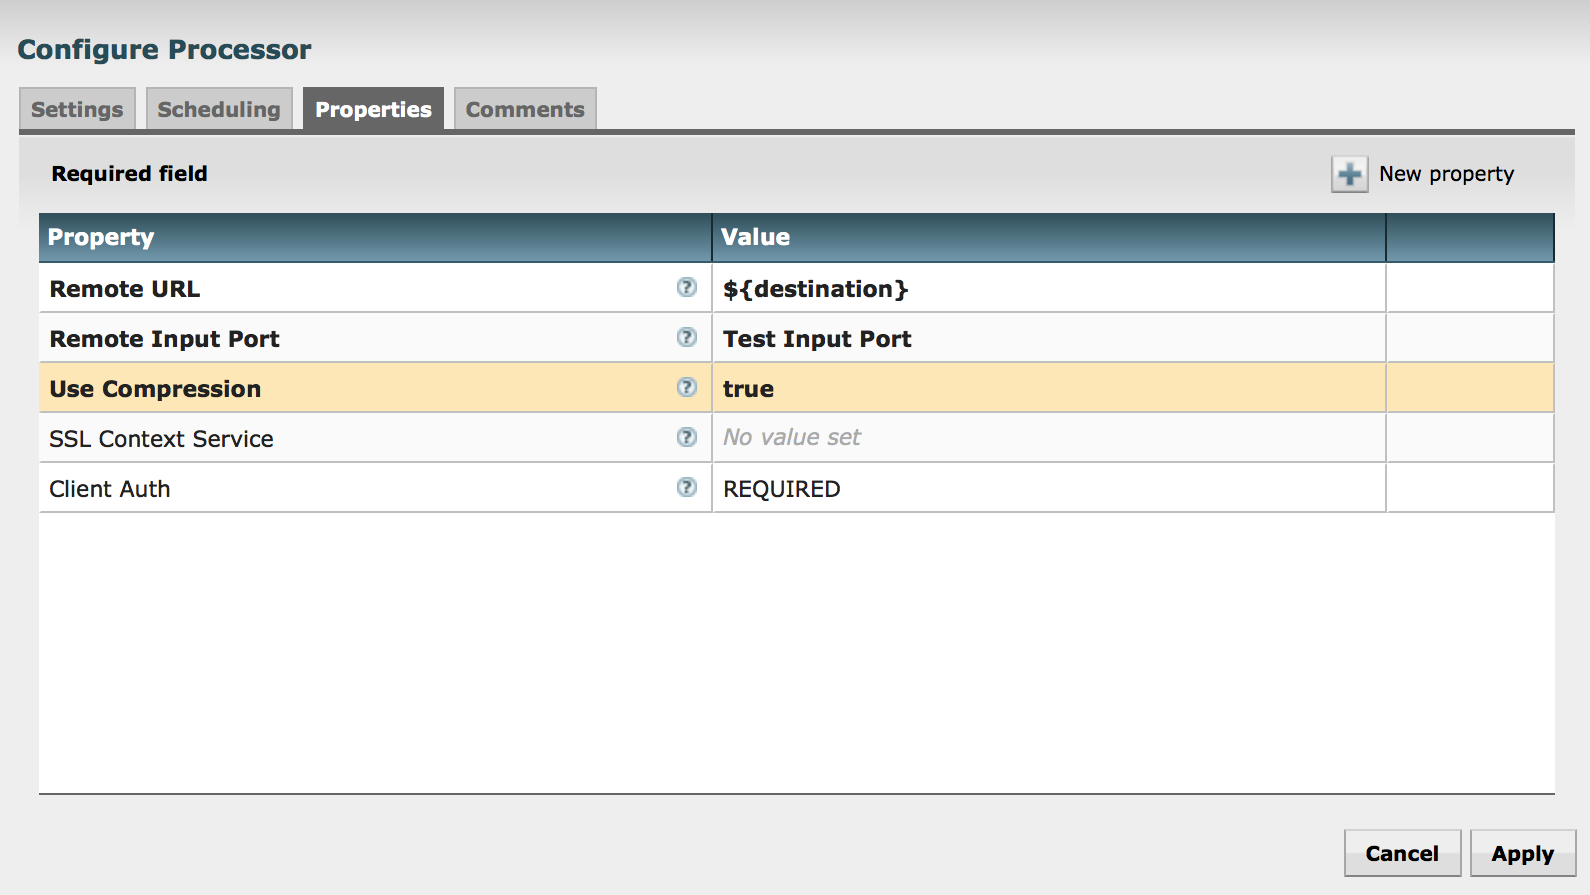 Configure Processor
Settings Scheduling Properties Comments
Required field New property
Property Value
Remote URL ? ${destination}
Remote Input Port ? Test Input Port
Use Compression ? true
SSL Context Service ? No value set
Client Auth ? REQUIRED
Cancel Apply